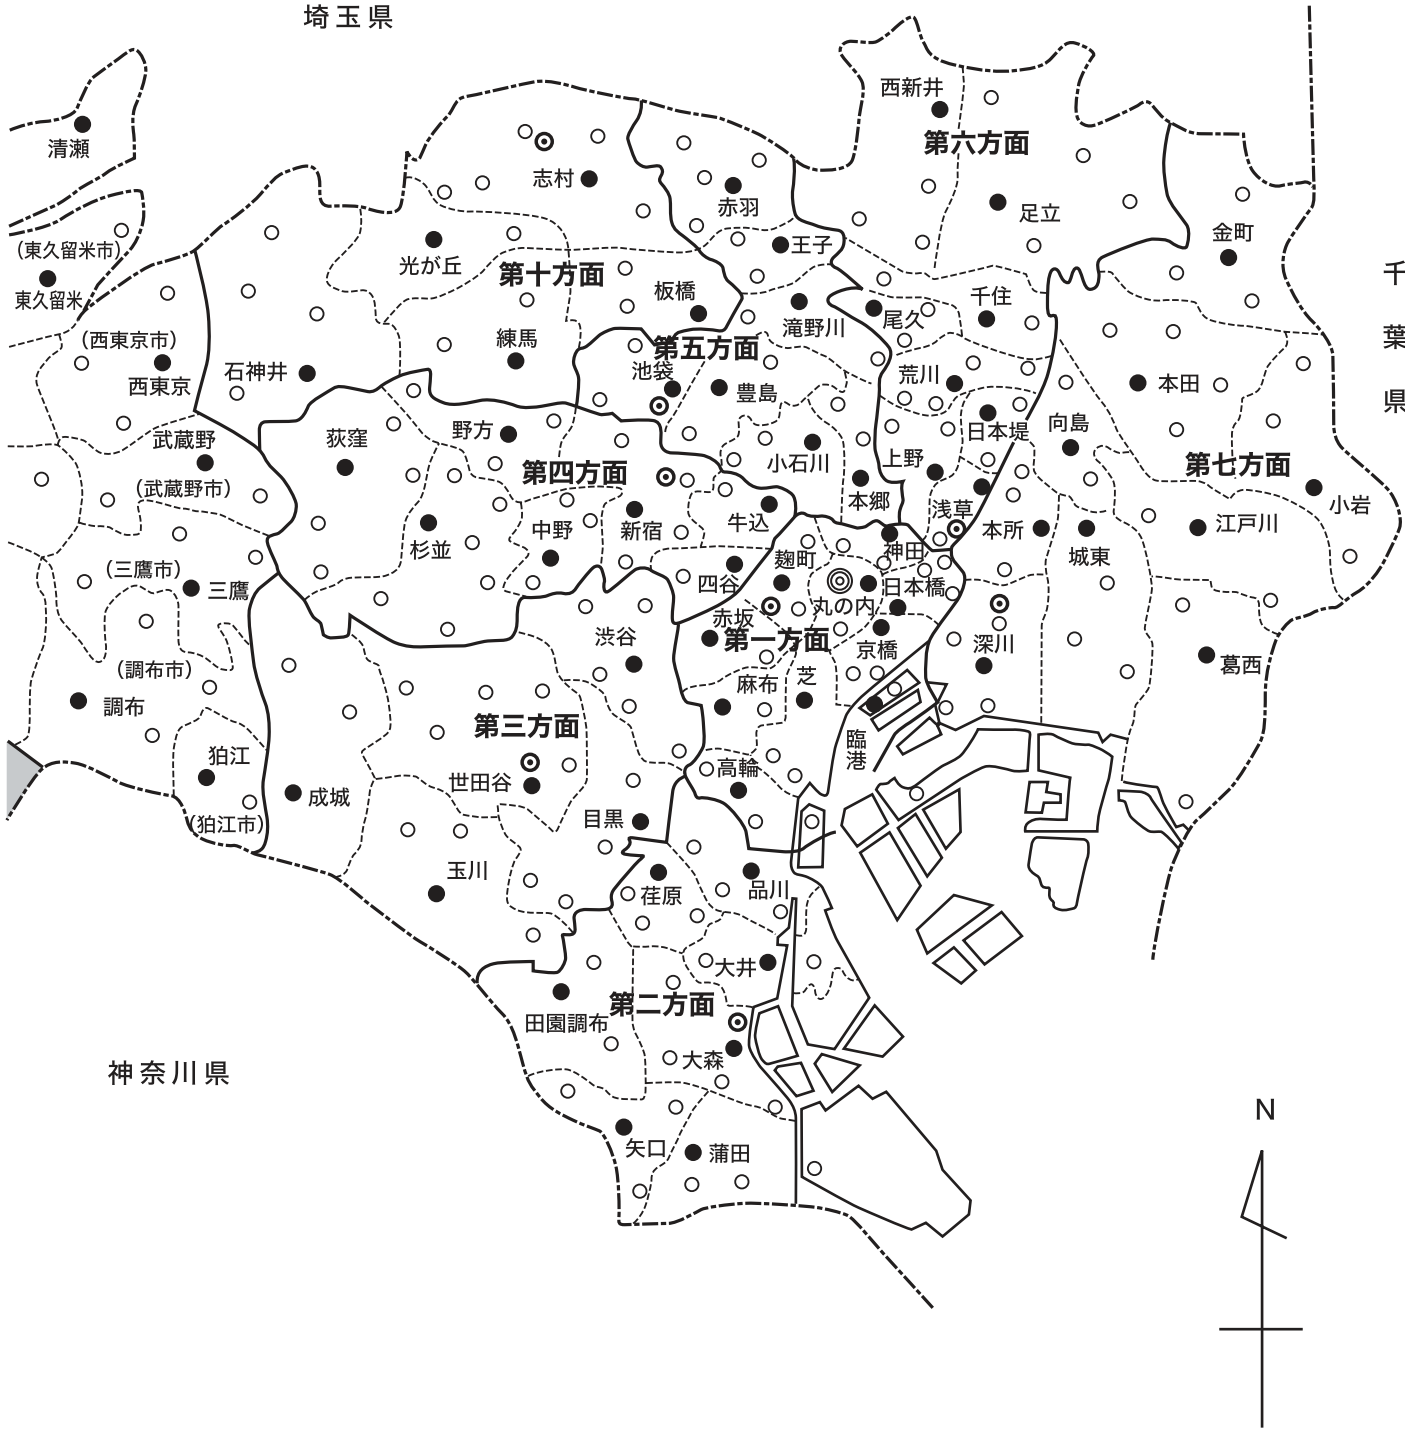 埼玉県
清瀬
(東久留米市)
東久留米
西新井
第六方面
志村
赤羽
足立
金町
王子
光が丘
第十方面
板橋
千葉県
千住
尾久
滝野川
練馬
(西東京市)
西東京
石神井
第五方面
池袋
豊島
荒川
本田
日本堤
向島
武蔵野
(武蔵野市)
荻窪
野方
第四方面
小石川
上野
第七方面
小岩
本郷
浅草
本所
江戸川
杉並
中野
新宿
牛込
神田
城東
(三鷹市)
三鷹
四谷
麹町
丸の内
日本橋
赤坂
第一方面
京橋
深川
葛西
渋谷
(調布市)
調布
麻布
芝
第三方面
臨港
狛江
(狛江市)
成城
世田谷
高輪
目黒
玉川
荏原
品川
大井
第二方面
田園調布
大森
神奈川県
矢口
蒲田
N